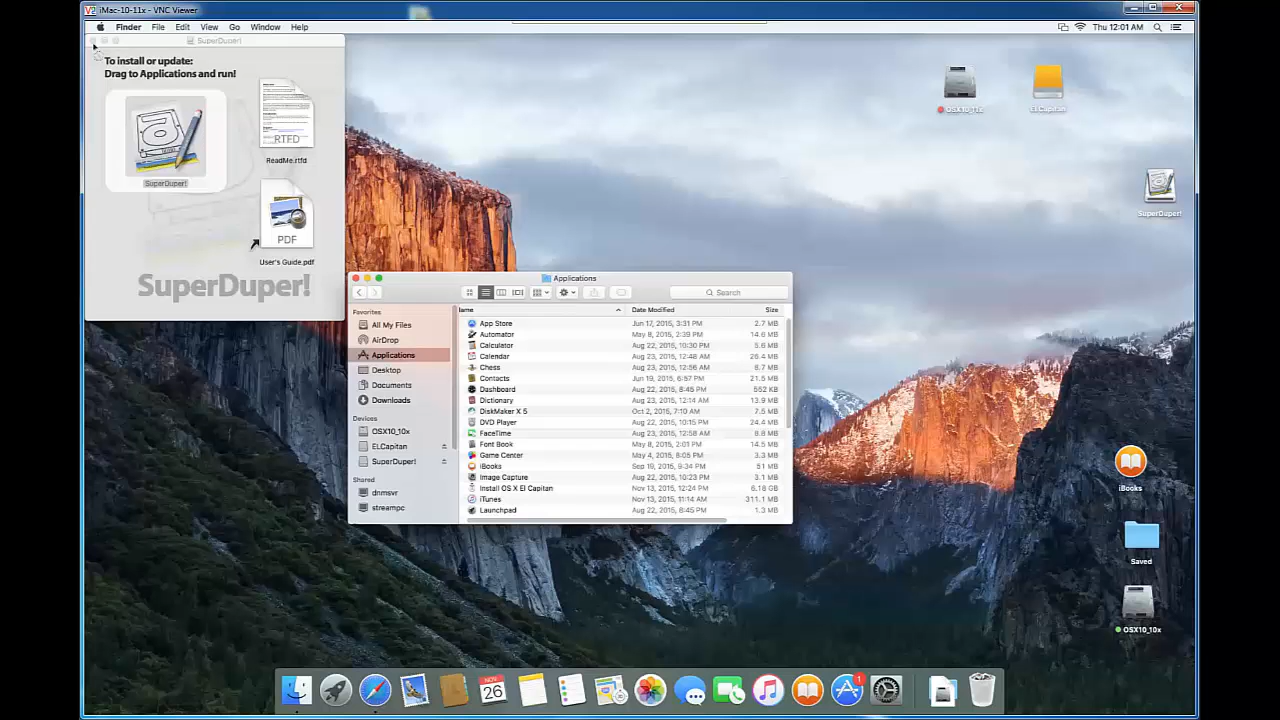 iMac-10-11x - VNC Viewer
Finder File Edit View Go Window Help
Thu 12:01 AM
SuperDuper!
To install or update:
Drag to Applications and run!
RTFD
ReadMe.rtfd
SuperDuper!
PDF
User's Guide.pdf
SuperDuper!
El Capitan
SuperDuper!
iBooks
Saved
OSX10_10x
Applications
Search
Favorites
All My Files
AirDrop
Applications
Desktop
Documents
Downloads
Devices
OSX10_10x
ELCapitan
SuperDuper!
Shared
dnmsvr
streampc
lame Date Modified Size
App Store Jun 17, 2015, 3:31 PM 2.7 MB
Automator May 8, 2015, 2:39 PM 14.6 MB
Calculator Aug 22, 2015, 10:30 PM 5.6 MB
Calendar Aug 23, 2015, 12:48 AM 26.4 MB
Chess Aug 23, 2015, 12:56 AM 8.7 MB
Contacts Jun 19, 2015, 6:57 PM 21.5 MB
Dashboard Aug 22, 2015, 8:45 PM 552 KB
Dictionary Aug 23, 2015, 12:14 AM 13.9 MB
DiskMaker X 5 Oct 2, 2015, 7:10 AM 7.5 MB
DVD Player Aug 22, 2015, 10:15 PM 24.4 MB
FaceTime Aug 23, 2015, 12:58 AM 8.8 MB
Font Book May 8, 2015, 2:01 PM 14.5 MB
Game Center May 4, 2015, 8:05 PM 3.3 MB
iBooks Sep 19, 2015, 9:34 PM 51 MB
Image Capture Aug 22, 2015, 10:23 PM 3.1 MB
Install OS X El Capitan Nov 13, 2015, 12:24 PM 6.18 GB
iTunes Nov 13, 2015, 11:14 AM 311.1 MB
Launchpad Aug 22, 2015, 8:45 PM 1.3 MB
NOV
26
1